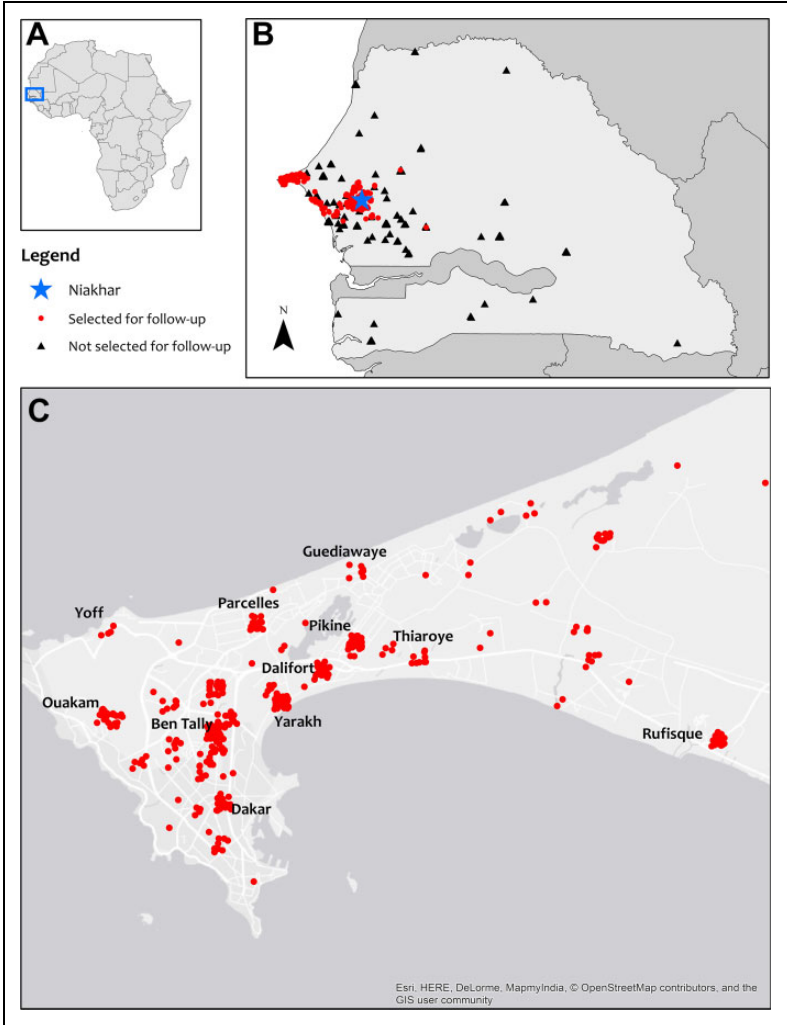 A
B
Legend
Niakhar
Selected for follow-up
Not selected for follow-up
N
C
Guediawaye
Parcelles
Yoff
Pikine
Thiaroye
Dalifort
Ouakam
Ben Tally
Yarakh
Rufisque
Dakar
Esri, HERE, DeLorme, MapmyIndia, © OpenStreetMap contributors, and the
GIS user community